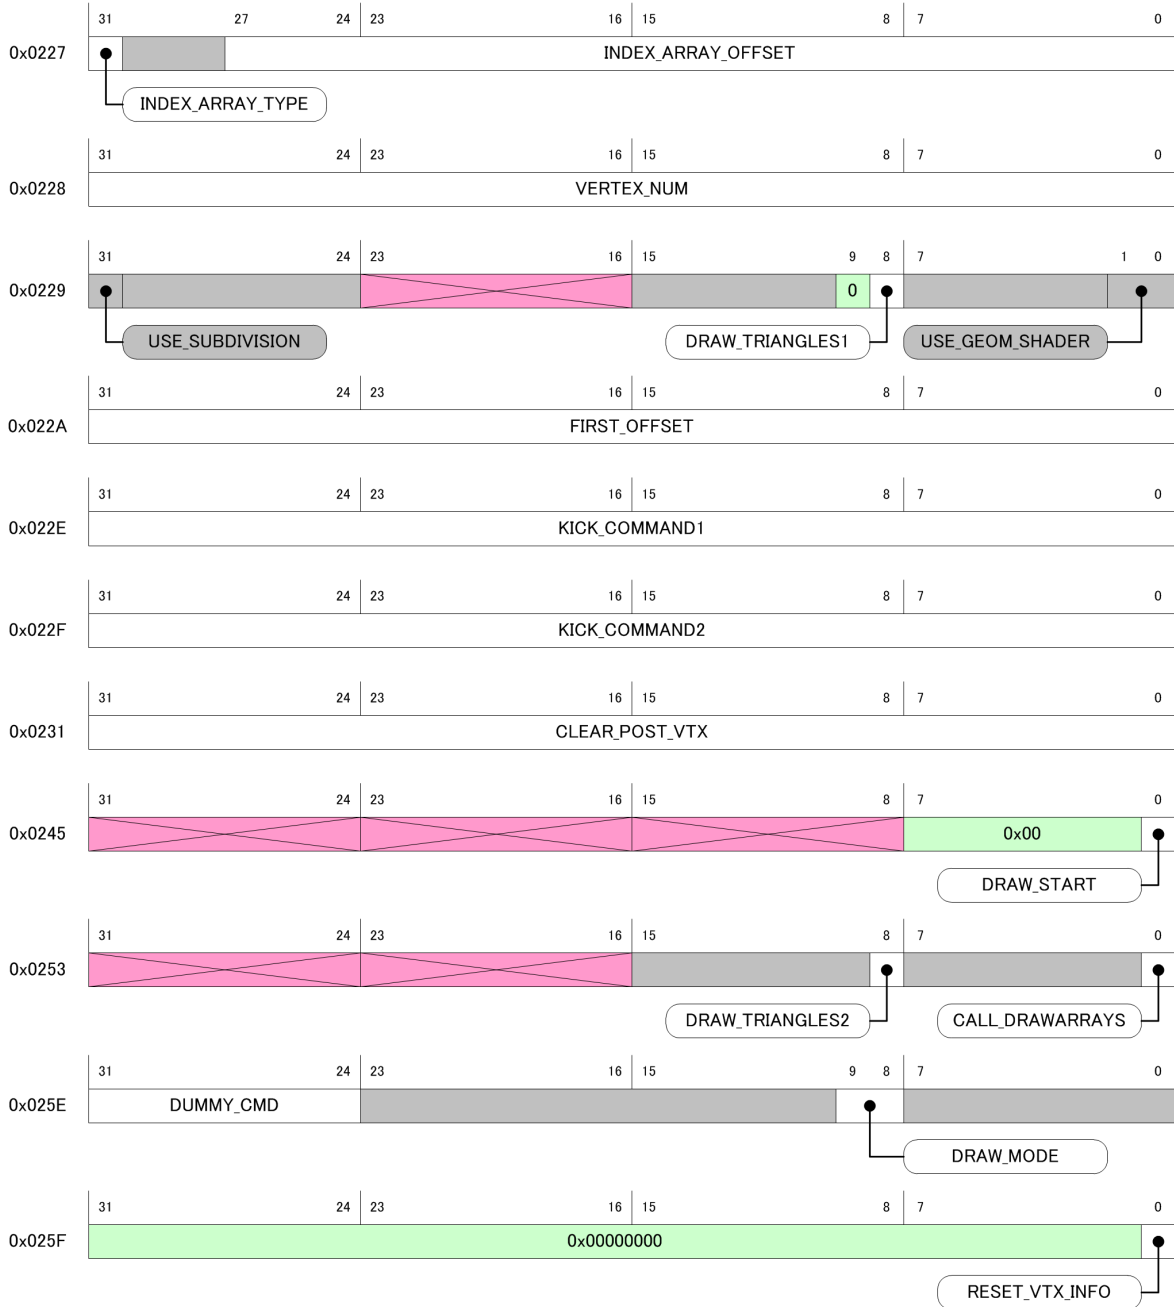 31 27 24 23 16 15 8 7 0
0x0227 INDEX_ARRAY_OFFSET
INDEX_ARRAY_TYPE
31 24 23 16 15 8 7 0
0x0228 VERTEX_NUM
31 24 23 16 15 9 8 7 1 0
0x0229 0
USE_SUBDIVISION DRAW_TRIANGLES1 USE_GEOM_SHADER
31 24 23 16 15 8 7 0
0x022A FIRST_OFFSET
31 24 23 16 15 8 7 0
0x022E KICK_COMMAND1
31 24 23 16 15 8 7 0
0x022F KICK_COMMAND2
31 24 23 16 15 8 7 0
0x0231 CLEAR_POST_VTX
31 24 23 16 15 8 7 0
0x0245 0x00
DRAW_START
31 24 23 16 15 8 7 0
0x0253
DRAW_TRIANGLES2 CALL_DRAWARRAYS
31 24 23 16 15 9 8 7 0
0x025E DUMMY_CMD
DRAW_MODE
31 24 23 16 15 8 7 0
0x025F 0x00000000
RESET_VTX_INFO